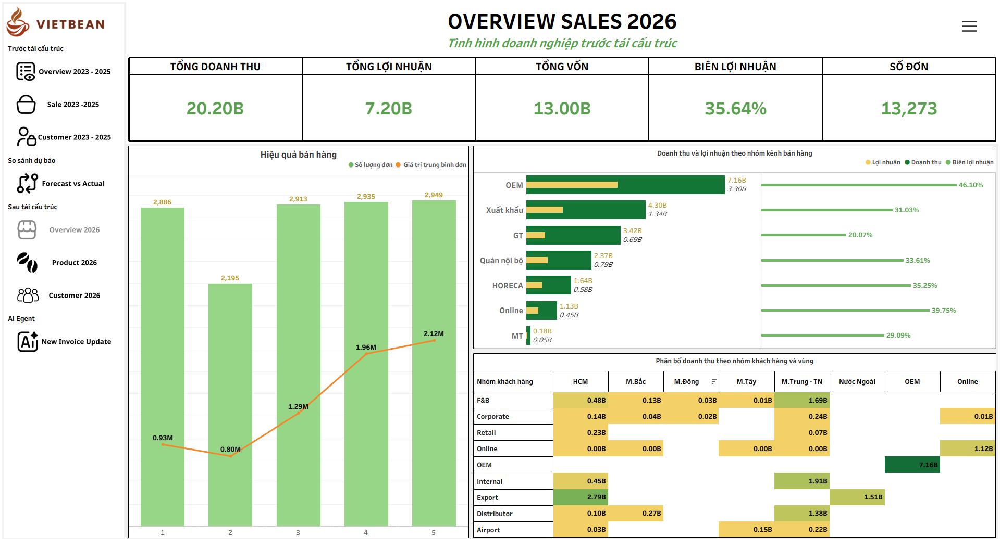 VIETBEAN
Trước tái cấu trúc
Overview 2023 - 2025
Sale 2023 -2025
Customer 2023 - 2025
So sánh dự báo
Forecast vs Actual
Sau tái cấu trúc
Overview 2026
Product 2026
Customer 2026
AI Egent
Ai New Invoice Update
OVERVIEW SALES 2026
Tình hình doanh nghiệp trước tái cấu trúc
TỔNG DOANH THU TỔNG LỢI NHUẬN TỔNG VỐN BIÊN LỢI NHUẬN SỐ ĐƠN
20.20B 7.20B 13.00B 35.64% 13,273
Hiệu quả bán hàng
Số lượng đơn Giá trị trung bình đơn
2,886 2,195 2,913 2,935 2,949
0.93M 0.80M 1.29M 1.96M 2.12M
1 2 3 4 5
Doanh thu và lợi nhuận theo nhóm kênh bán hàng
Lợi nhuận Doanh thu Biên lợi nhuận
OEM 7.16B 3.30B 46.10%
Xuất khẩu 4.30B 1.34B 31.03%
GT 3.42B 0.69B 20.07%
Quán nội bộ 2.37B 0.79B 33.61%
HORECA 1.64B 0.58B 35.25%
Online 1.13B 0.45B 39.75%
MT 0.18B 0.05B 29.09%
Phân bố doanh thu theo nhóm khách hàng và vùng
Nhóm khách hàng HCM M.Bắc M.Đông M.Tây M.Trung - TN Nước Ngoài OEM Online
F&B 0.48B 0.13B 0.03B 0.01B 1.69B
Corporate 0.14B 0.04B 0.02B 0.24B 0.01B
Retail 0.23B 0.07B
Online 0.00B 0.00B 0.00B 0.00B 1.12B
OEM 7.16B
Internal 0.45B 1.91B
Export 2.79B 1.51B
Distributor 0.10B 0.27B 1.38B
Airport 0.03B 0.15B 0.22B